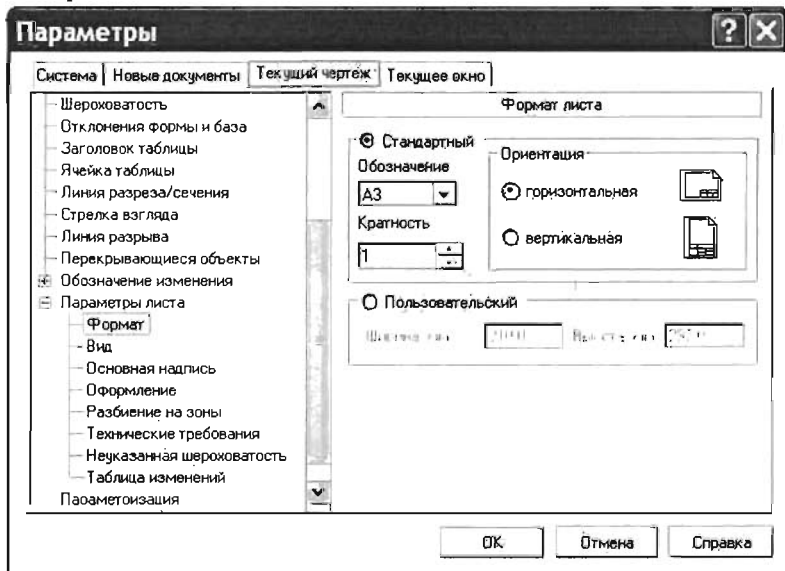 Параметры
Система Новые документы Текущий чертеж Текущее окно
Шероховатость
Отклонения формы и база
Заголовок таблицы
Ячейка таблицы
Линия разреза/сечения
Стрелка взгляда
Линия разрыва
Перекрывающиеся объекты
Обозначение изменения
Параметры листа
Формат
Вид
Основная надпись
Оформление
Разбиение на зоны
Технические требования
Неуказанная шероховатость
Таблица изменений
Параметризация
Формат листа
Стандартный
Обозначение
A3
Кратность
1
Ориентация
горизонтальная
вертикальная
Пользовательский
OK Отмена Справка